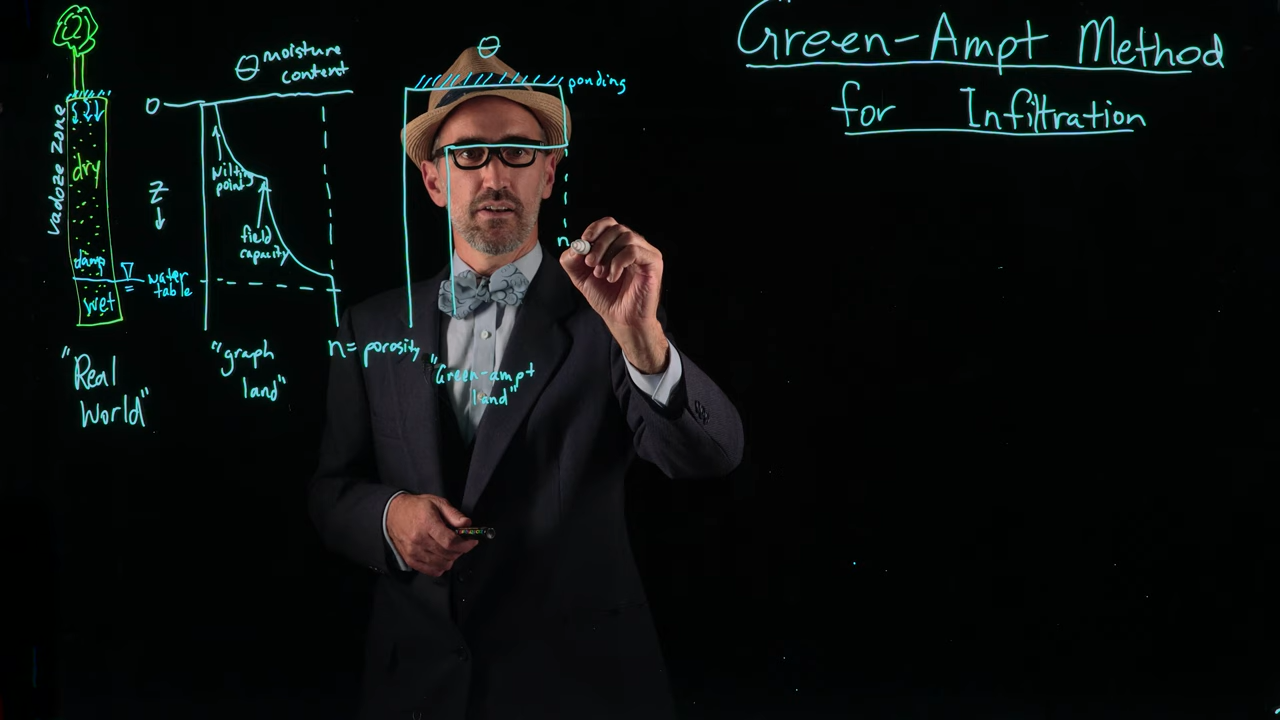 Green-Ampt Method
for Infiltration
vadoze zone
dry
damp
wet
water
table
"Real
World"
θ moisture
content
0
z
wilting
point
field
capacity
"graph
land"
n = porosity
θ
ponding
n
"Green-ampt
land"